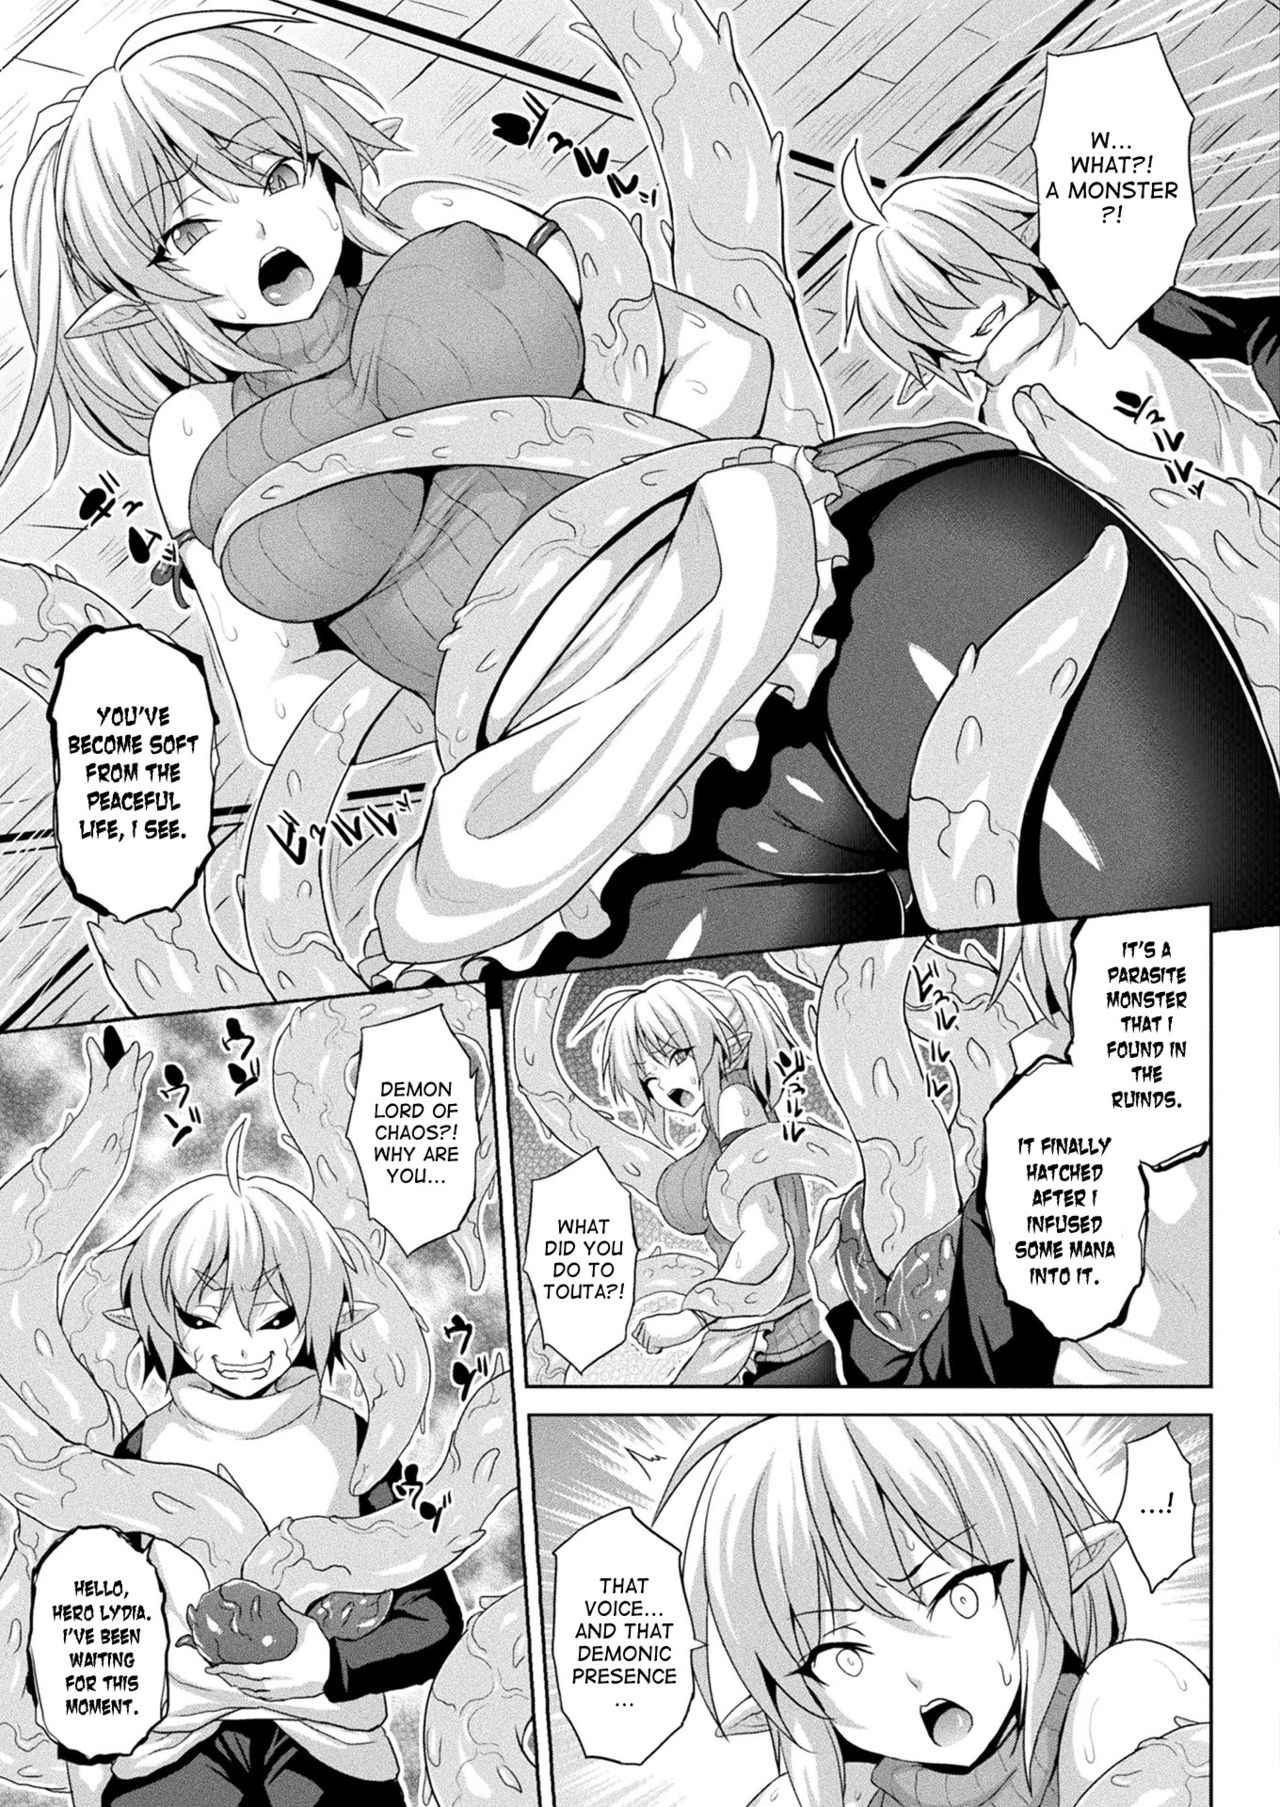 W...
WHAT?!
A MONSTER
?!
YOU'VE
BECOME SOFT
FROM THE
PEACEFUL
LIFE, I SEE.
IT'S A
PARASITE
MONSTER
THAT I
FOUND IN
THE
RUINDS.
IT FINALLY
HATCHED
AFTER I
INFUSED
SOME MANA
INTO IT.
WHAT
DID YOU
DO TO
TOUTA?!
...!
THAT
VOICE...
AND THAT
DEMONIC
PRESENCE
...
DEMON
LORD OF
CHAOS?!
WHY ARE
YOU...
HELLO,
HERO LYDIA.
I'VE BEEN
WAITING
FOR THIS
MOMENT.